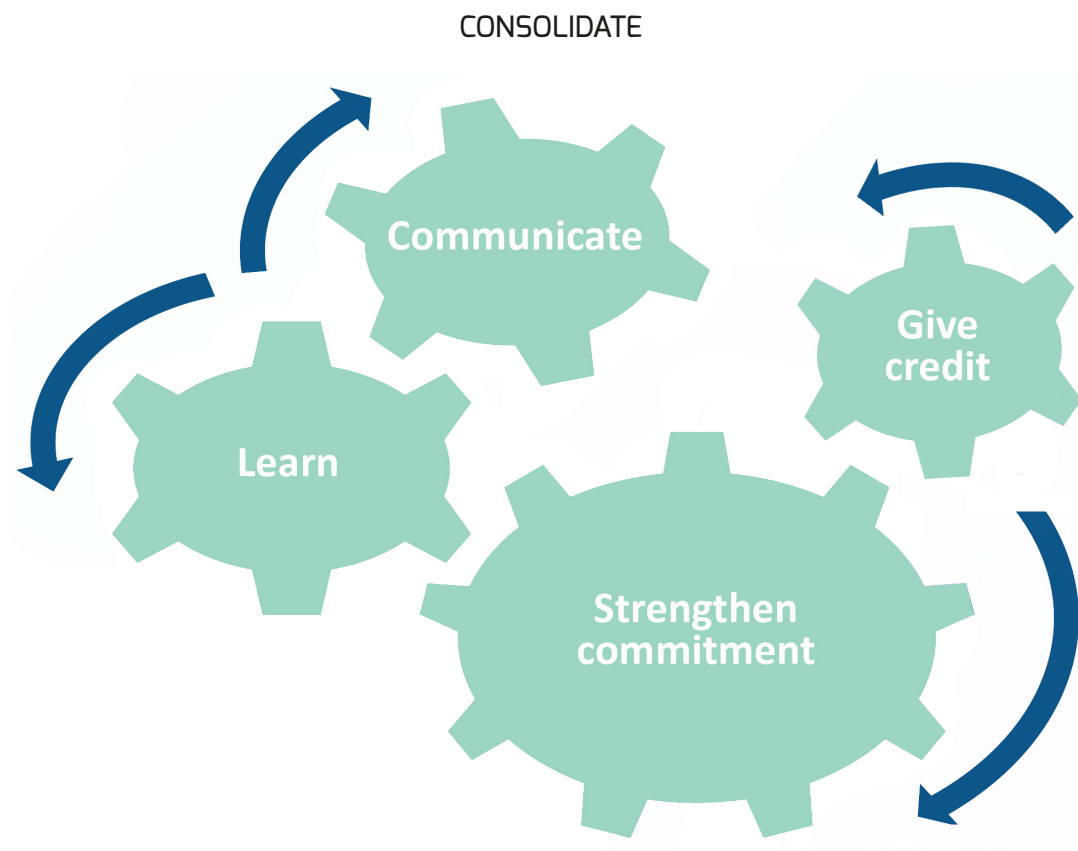 CONSOLIDATE
Communicate
Give
credit
Learn
Strengthen
commitment